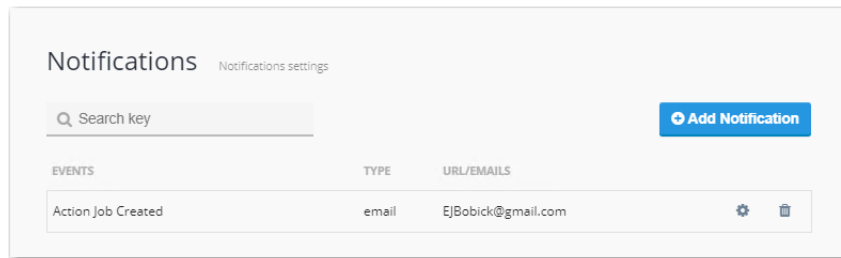 Notifications Notifications settings
Search key
Add Notification
EVENTS TYPE URL/EMAILS
Action Job Created email EJBobick@gmail.com